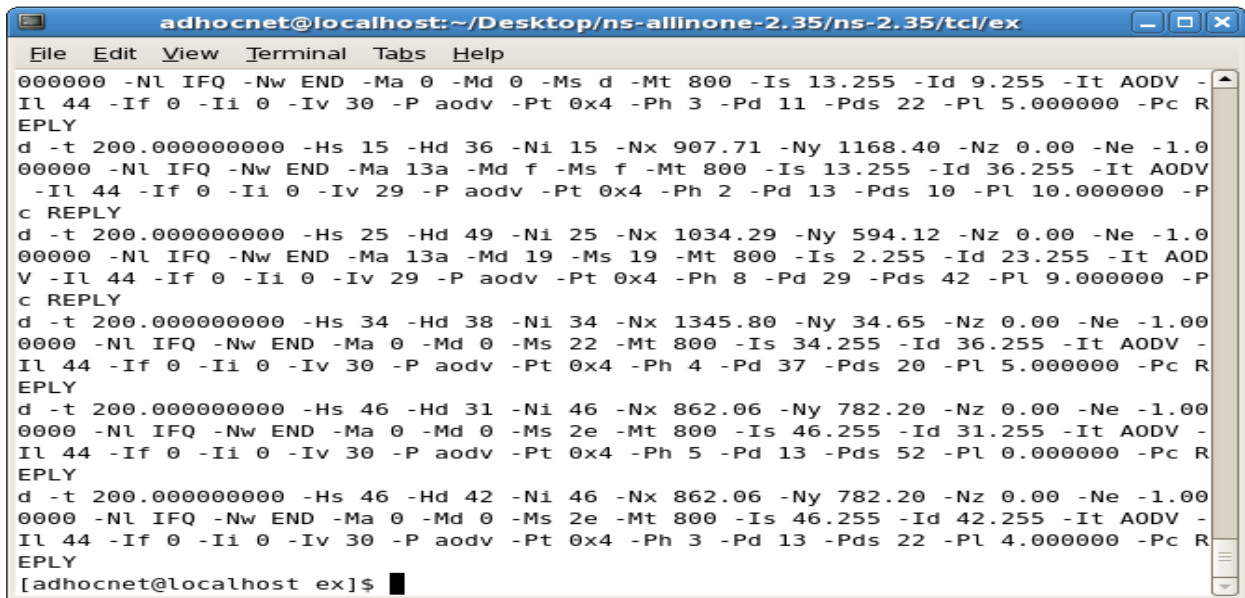 adhocnet@localhost:~/Desktop/ns-allinone-2.35/ns-2.35/tcl/ex
File Edit View Terminal Tabs Help
000000 -Nl IFQ -Nw END -Ma 0 -Md 0 -Ms d -Mt 800 -Is 13.255 -Id 9.255 -It AODV -
Il 44 -If 0 -Ii 0 -Iv 30 -P aodv -Pt 0x4 -Ph 3 -Pd 11 -Pds 22 -Pl 5.000000 -Pc R
EPLY
d -t 200.000000000 -Hs 15 -Hd 36 -Ni 15 -Nx 907.71 -Ny 1168.40 -Nz 0.00 -Ne -1.0
00000 -Nl IFQ -Nw END -Ma 13a -Md f -Ms f -Mt 800 -Is 13.255 -Id 36.255 -It AODV
 -Il 44 -If 0 -Ii 0 -Iv 29 -P aodv -Pt 0x4 -Ph 2 -Pd 13 -Pds 10 -Pl 10.000000 -P
c REPLY
d -t 200.000000000 -Hs 25 -Hd 49 -Ni 25 -Nx 1034.29 -Ny 594.12 -Nz 0.00 -Ne -1.0
00000 -Nl IFQ -Nw END -Ma 13a -Md 19 -Ms 19 -Mt 800 -Is 2.255 -Id 23.255 -It AOD
V -Il 44 -If 0 -Ii 0 -Iv 29 -P aodv -Pt 0x4 -Ph 8 -Pd 29 -Pds 42 -Pl 9.000000 -P
c REPLY
d -t 200.000000000 -Hs 34 -Hd 38 -Ni 34 -Nx 1345.80 -Ny 34.65 -Nz 0.00 -Ne -1.00
0000 -Nl IFQ -Nw END -Ma 0 -Md 0 -Ms 22 -Mt 800 -Is 34.255 -Id 36.255 -It AODV -
Il 44 -If 0 -Ii 0 -Iv 30 -P aodv -Pt 0x4 -Ph 4 -Pd 37 -Pds 20 -Pl 5.000000 -Pc R
EPLY
d -t 200.000000000 -Hs 46 -Hd 31 -Ni 46 -Nx 862.06 -Ny 782.20 -Nz 0.00 -Ne -1.00
0000 -Nl IFQ -Nw END -Ma 0 -Md 0 -Ms 2e -Mt 800 -Is 46.255 -Id 31.255 -It AODV -
Il 44 -If 0 -Ii 0 -Iv 30 -P aodv -Pt 0x4 -Ph 5 -Pd 13 -Pds 52 -Pl 0.000000 -Pc R
EPLY
d -t 200.000000000 -Hs 46 -Hd 42 -Ni 46 -Nx 862.06 -Ny 782.20 -Nz 0.00 -Ne -1.00
0000 -Nl IFQ -Nw END -Ma 0 -Md 0 -Ms 2e -Mt 800 -Is 46.255 -Id 42.255 -It AODV -
Il 44 -If 0 -Ii 0 -Iv 30 -P aodv -Pt 0x4 -Ph 3 -Pd 13 -Pds 22 -Pl 4.000000 -Pc R
EPLY
[adhocnet@localhost ex]$